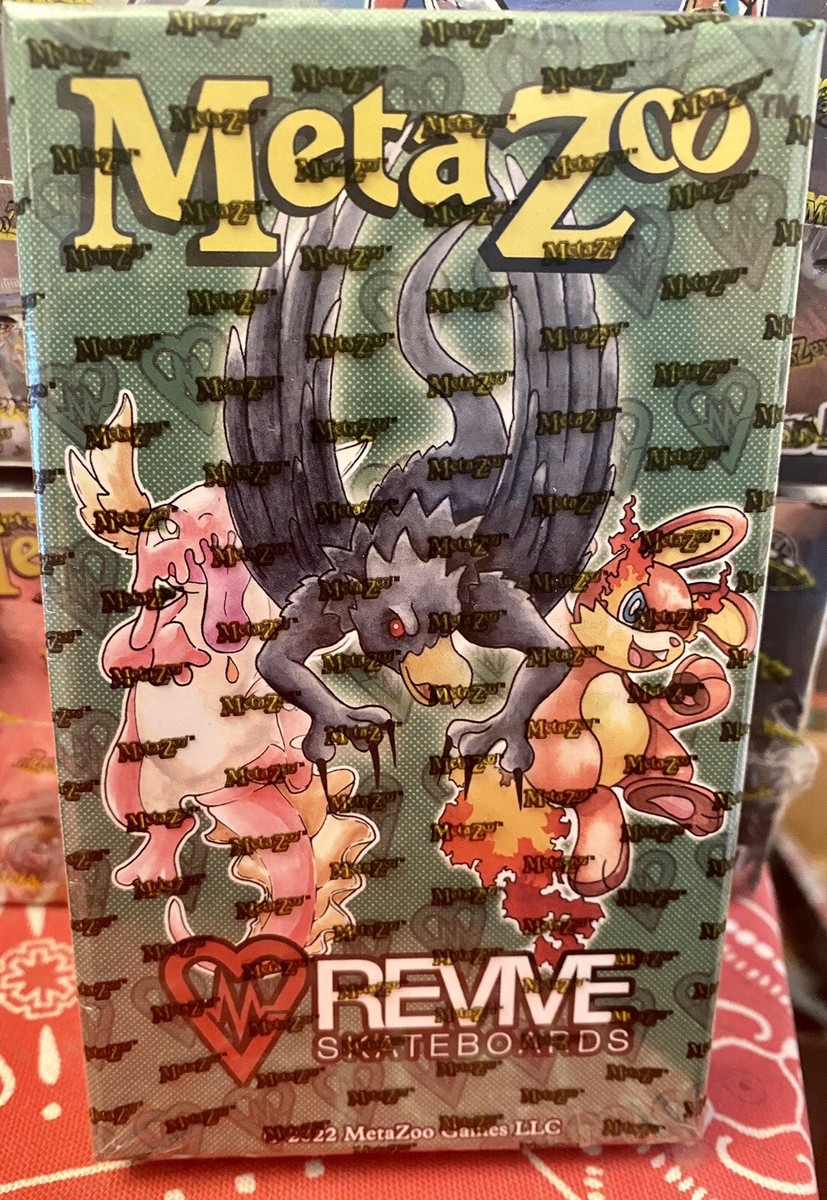 MetaZoo™
REVIVE
SKATEBOARDS
2022 MetaZoo Games LLC